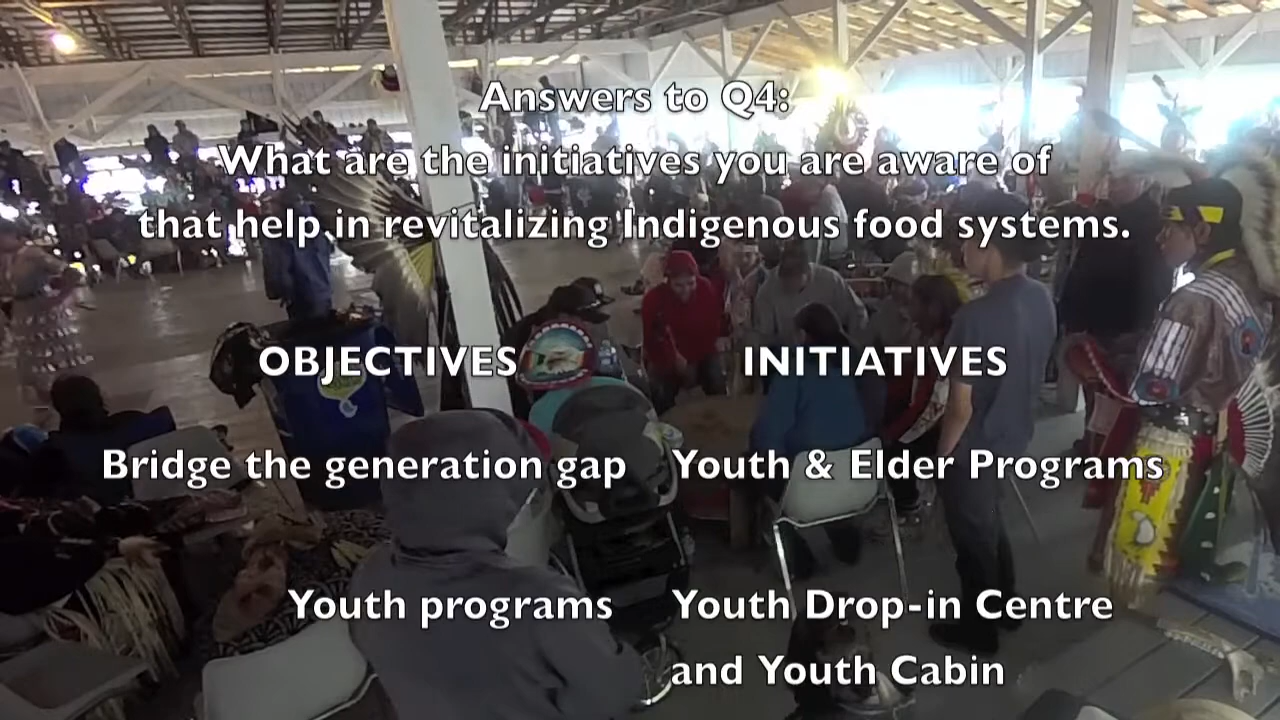 Answers to Q4:
What are the initiatives you are aware of
that help in revitalizing Indigenous food systems.
OBJECTIVES INITIATIVES
Bridge the generation gap Youth & Elder Programs
Youth programs Youth Drop-in Centre
and Youth Cabin